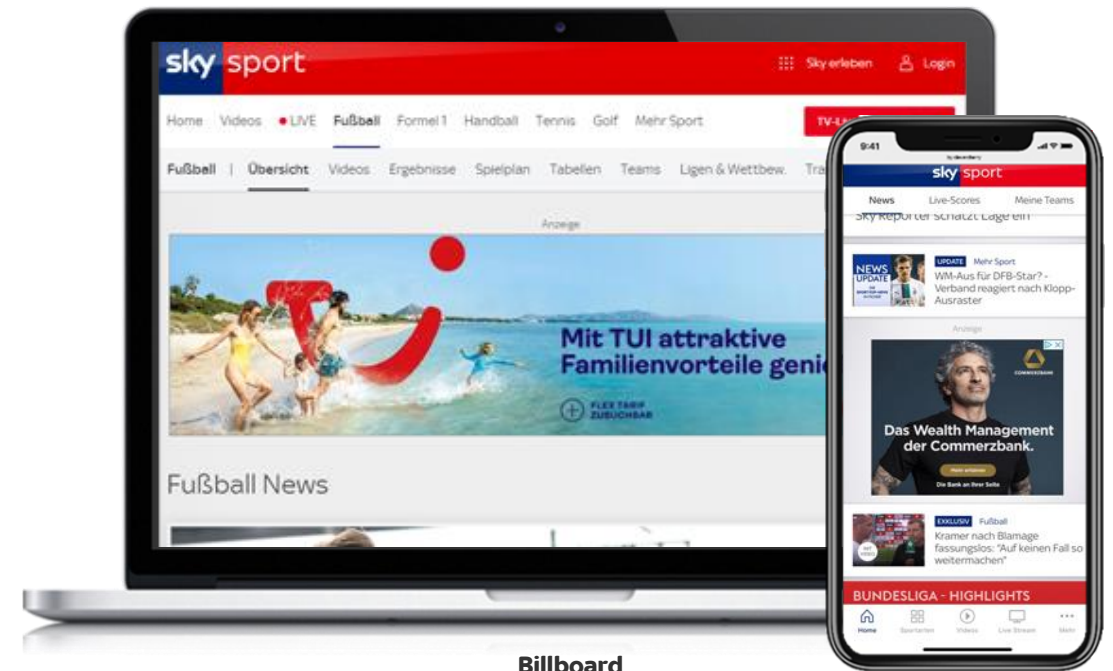 sky sport
Sky erleben
Login
Home Videos LIVE Fußball Formel 1 Handball Tennis Golf Mehr Sport
Fußball | Übersicht Videos Ergebnisse Spielplan Tabellen Teams Ligen & Wettbew.
Anzeige
Mit TUI attraktive
Familienvorteile
FLEX TARIF
ZUBUCHBAR
Fußball News
9:41
sky sport
News Live-Scores Meine Teams
Sky Reporter schätzt Lage ein
NEWS
UPDATE
UPDATE Mehr Sport
WM-Aus für DFB-Star? -
Verband reagiert nach Klopp-
Ausraster
Anzeige
COMMERZBANK
Das Wealth Management
der Commerzbank.
Mehr erfahren
Die Bank an Ihrer Seite
EXKLUSIV Fußball
Kramer nach Blamage
fassungslos: "Auf keinen Fall so
weitermachen"
MIT
VIDEO
BUNDESLIGA - HIGHLIGHTS
Home Sportarten Videos Live Stream Mehr
Billboard